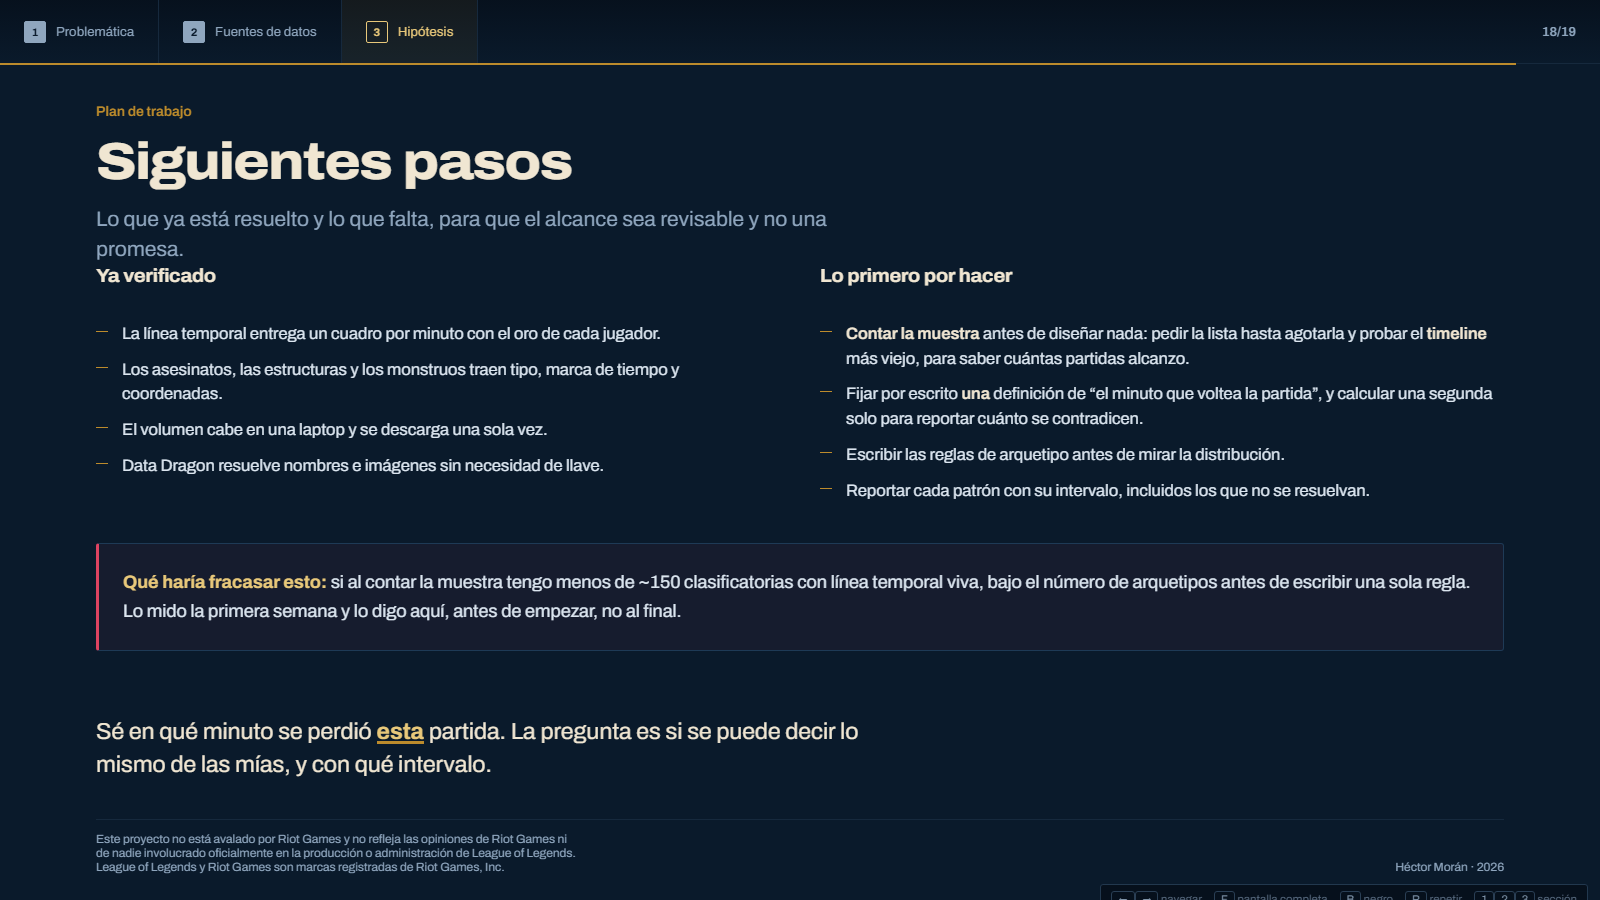 1 Problemática
2 Fuentes de datos
3 Hipótesis
18/19
Plan de trabajo
Siguientes pasos
Lo que ya está resuelto y lo que falta, para que el alcance sea revisable y no una
promesa.
Ya verificado
— La línea temporal entrega un cuadro por minuto con el oro de cada jugador.
— Los asesinatos, las estructuras y los monstruos traen tipo, marca de tiempo y
coordenadas.
— El volumen cabe en una laptop y se descarga una sola vez.
— Data Dragon resuelve nombres e imágenes sin necesidad de llave.
Lo primero por hacer
— Contar la muestra antes de diseñar nada: pedir la lista hasta agotarla y probar el timeline
más viejo, para saber cuántas partidas alcanzo.
— Fijar por escrito una definición de “el minuto que voltea la partida”, y calcular una segunda
solo para reportar cuánto se contradicen.
— Escribir las reglas de arquetipo antes de mirar la distribución.
— Reportar cada patrón con su intervalo, incluidos los que no se resuelvan.
Qué haría fracasar esto: si al contar la muestra tengo menos de ~150 clasificatorias con línea temporal viva, bajo el número de arquetipos antes de escribir una sola regla.
Lo mido la primera semana y lo digo aquí, antes de empezar, no al final.
Sé en qué minuto se perdió esta partida. La pregunta es si se puede decir lo
mismo de las mías, y con qué intervalo.
Este proyecto no está avalado por Riot Games y no refleja las opiniones de Riot Games ni
de nadie involucrado oficialmente en la producción o administración de League of Legends.
League of Legends y Riot Games son marcas registradas de Riot Games, Inc.
Héctor Morán · 2026
← → navegar F pantalla completa B negro R repetir 1 2 3 sección